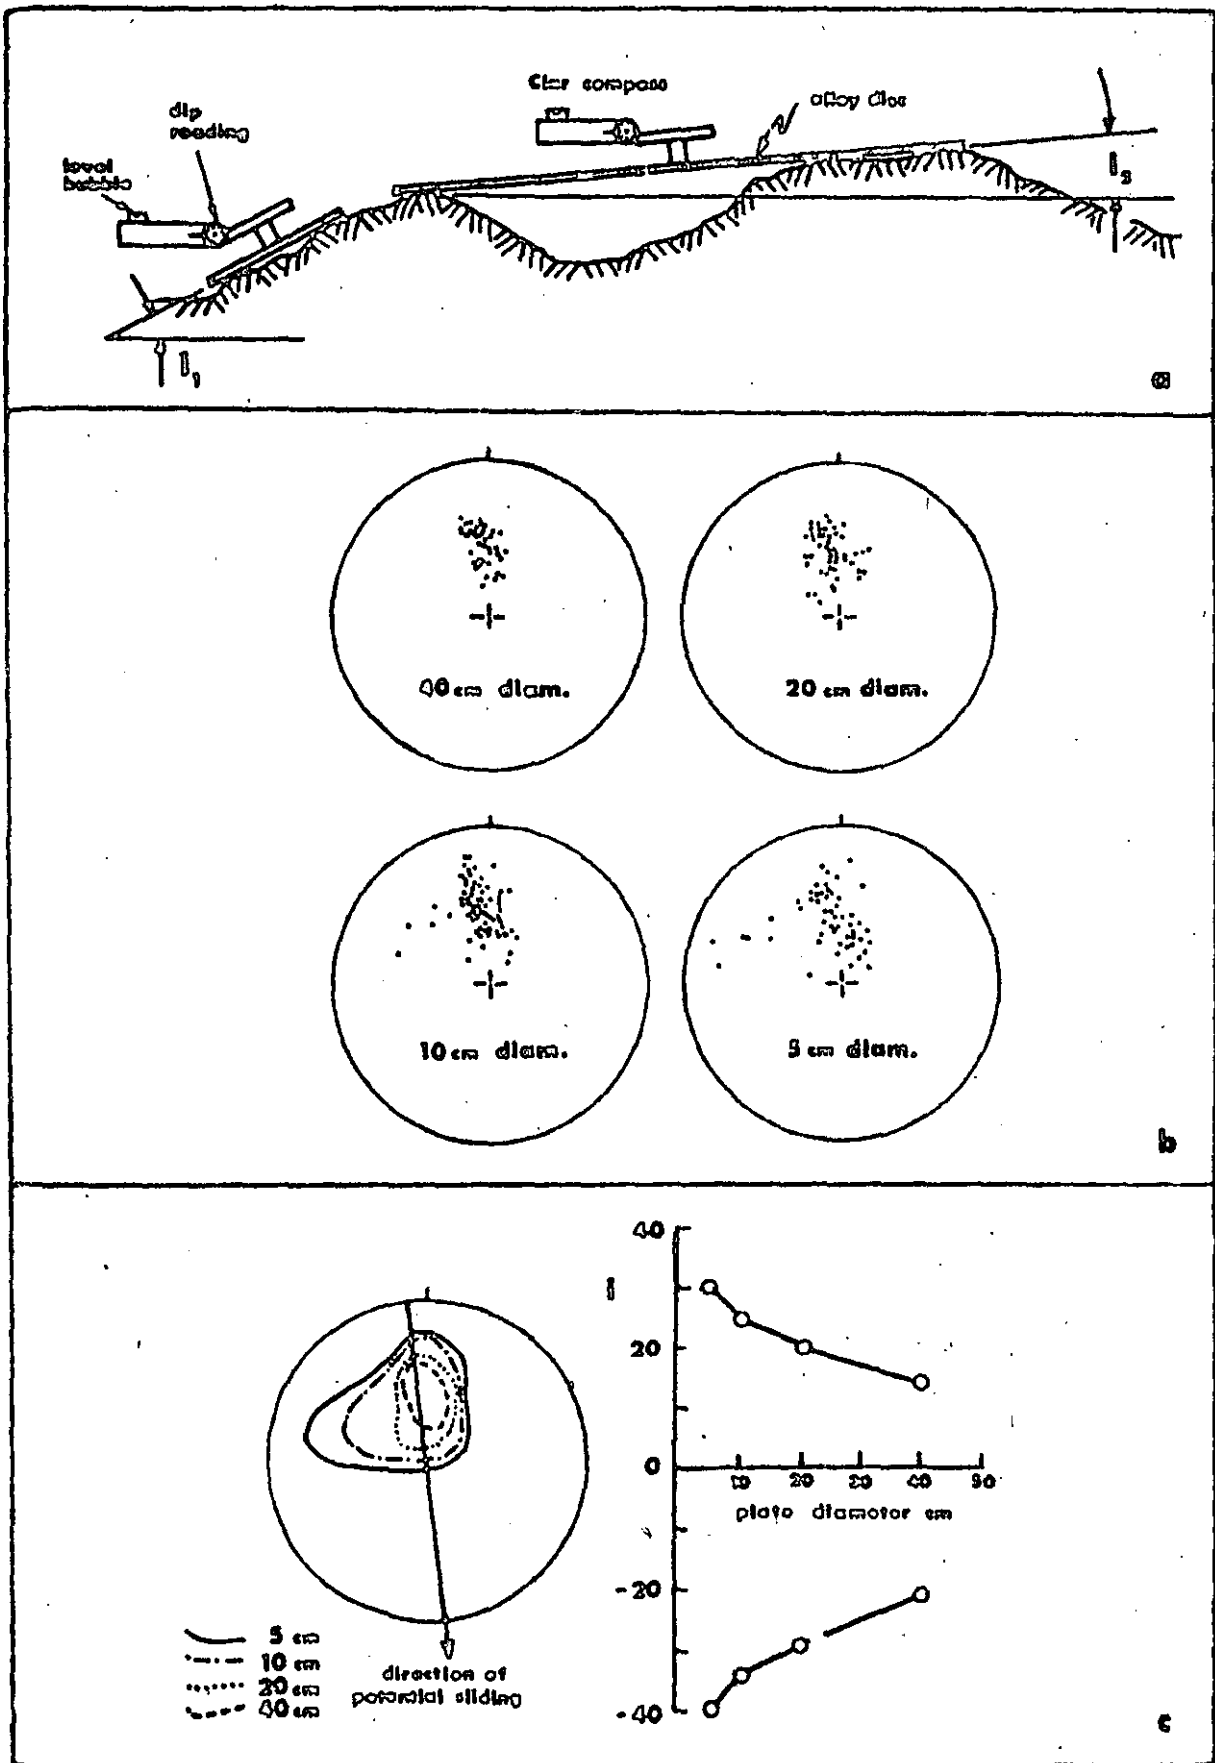 Clar compass
alloy disc
dip
reading
level
bubble
a
40 cm diam.
20 cm diam.
10 cm diam.
5 cm diam.
b
5 cm
10 cm
20 cm
40 cm
direction of
potential sliding
i
40
20
0
-20
-40
10 20 30 40 50
plate diameter cm
c